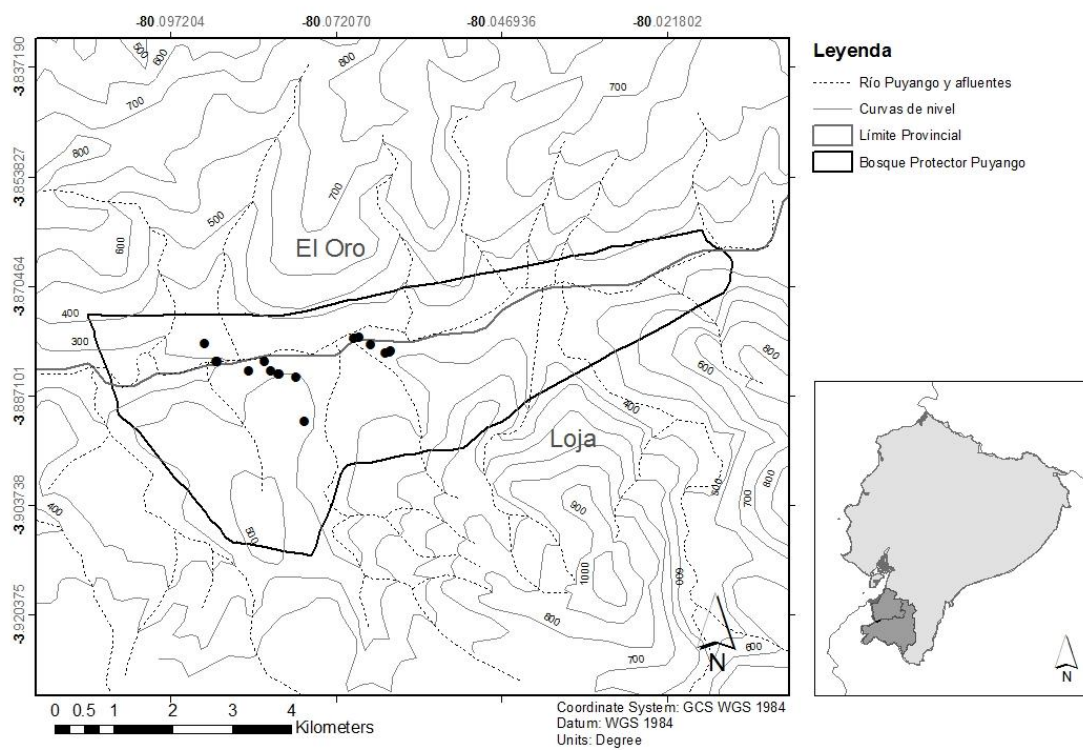 -80.097204
-80.072070
-80.046936
-80.021802
-3.837190
-3.853827
-3.870464
-3.887101
-3.903738
-3.920375
500
600
800
700
700
800
500
700
600
El Oro
400
300
800
600
400
Loja
500
700
800
400
500
900
1000
600
800
700
600
N
0 0.5 1 2 3 4
Kilometers
Coordinate System: GCS WGS 1984
Datum: WGS 1984
Units: Degree
Leyenda
Río Puyango y afluentes
Curvas de nivel
Límite Provincial
Bosque Protector Puyango
N